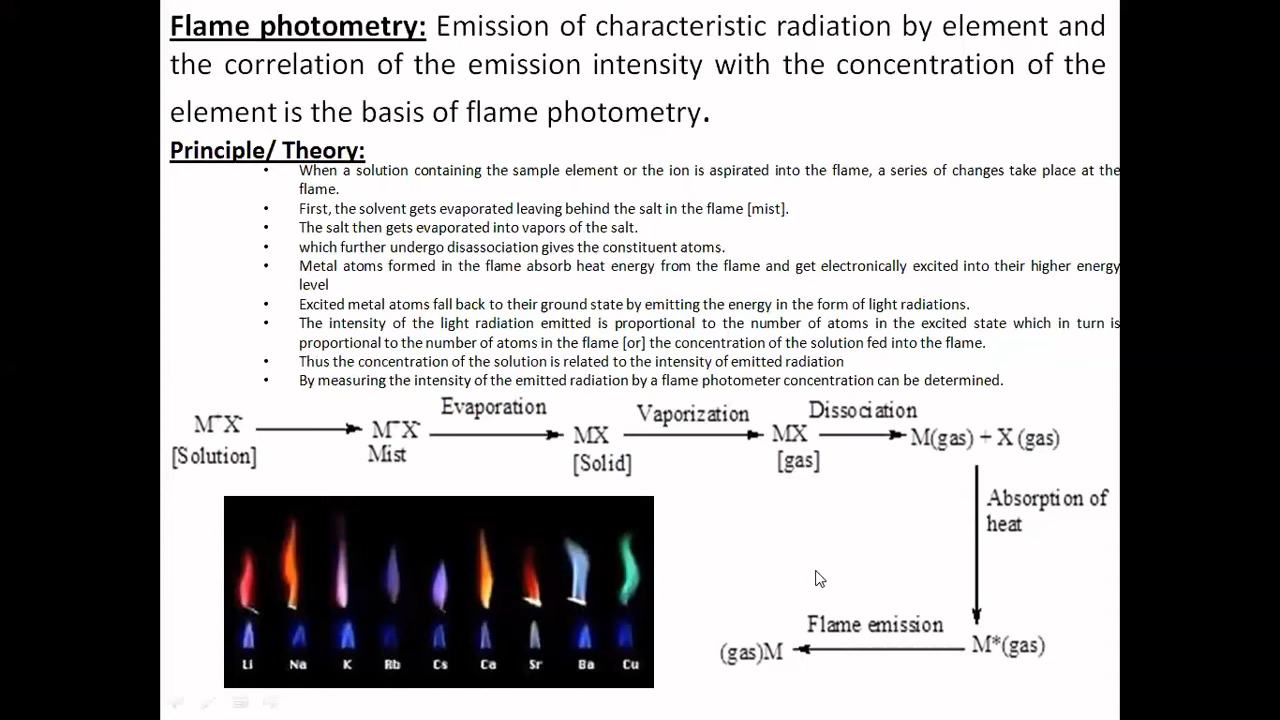 Flame photometry: Emission of characteristic radiation by element and
the correlation of the emission intensity with the concentration of the
element is the basis of flame photometry.
Principle/ Theory:
• When a solution containing the sample element or the ion is aspirated into the flame, a series of changes take place at the
flame.
• First, the solvent gets evaporated leaving behind the salt in the flame [mist].
• The salt then gets evaporated into vapors of the salt.
• which further undergo disassociation gives the constituent atoms.
• Metal atoms formed in the flame absorb heat energy from the flame and get electronically excited into their higher energy
level
• Excited metal atoms fall back to their ground state by emitting the energy in the form of light radiations.
• The intensity of the light radiation emitted is proportional to the number of atoms in the excited state which in turn is
proportional to the number of atoms in the flame [or] the concentration of the solution fed into the flame.
• Thus the concentration of the solution is related to the intensity of emitted radiation
• By measuring the intensity of the emitted radiation by a flame photometer concentration can be determined.
Evaporation Vaporization Dissociation
M⁺X⁻ M⁺X⁻ MX MX M(gas) + X (gas)
[Solution] Mist [Solid] [gas]
Absorption of
heat
Flame emission
(gas)M M*(gas)
Li Na K Rb Cs Ca Sr Ba Cu